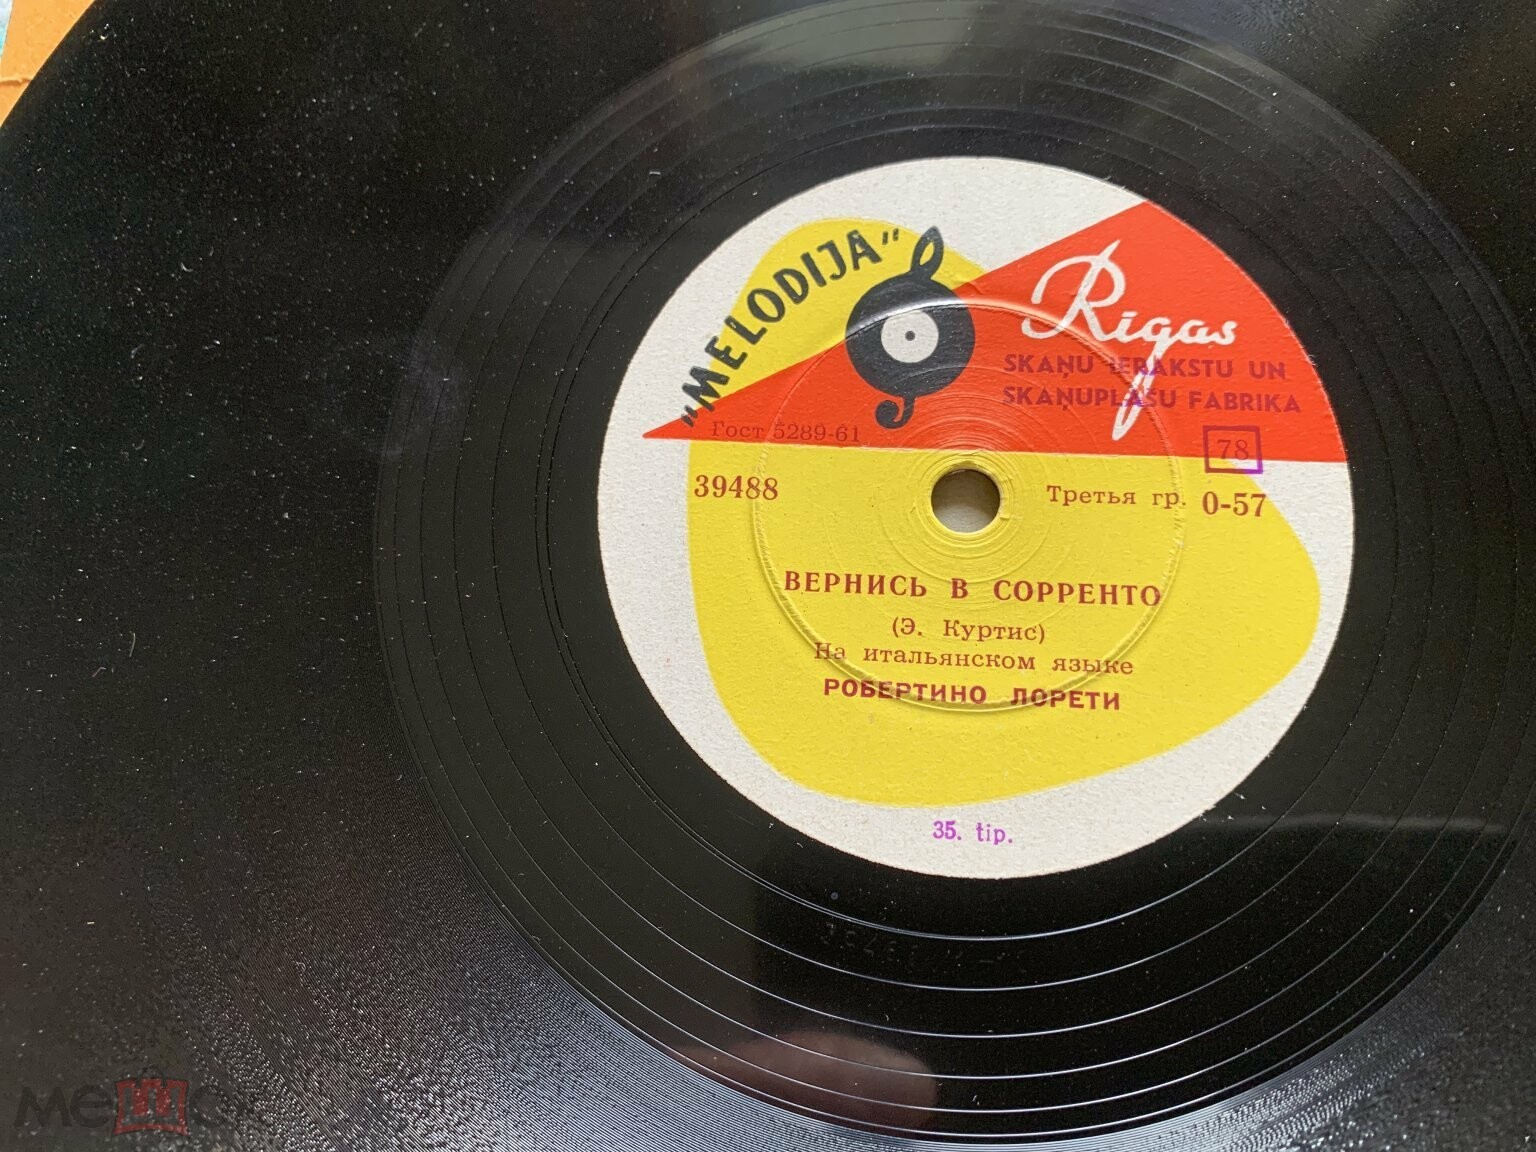 "MELODIJA"
Rigas
SKAŅU IERAKSTU UN
SKAŅUPLAŠU FABRIKA
Гост 5289-61
78
39488
Третья гр. 0-57
ВЕРНИСЬ В СОРРЕНТО
(Э. Куртис)
На итальянском языке
РОБЕРТИНО ЛОРЕТИ
35. tip.